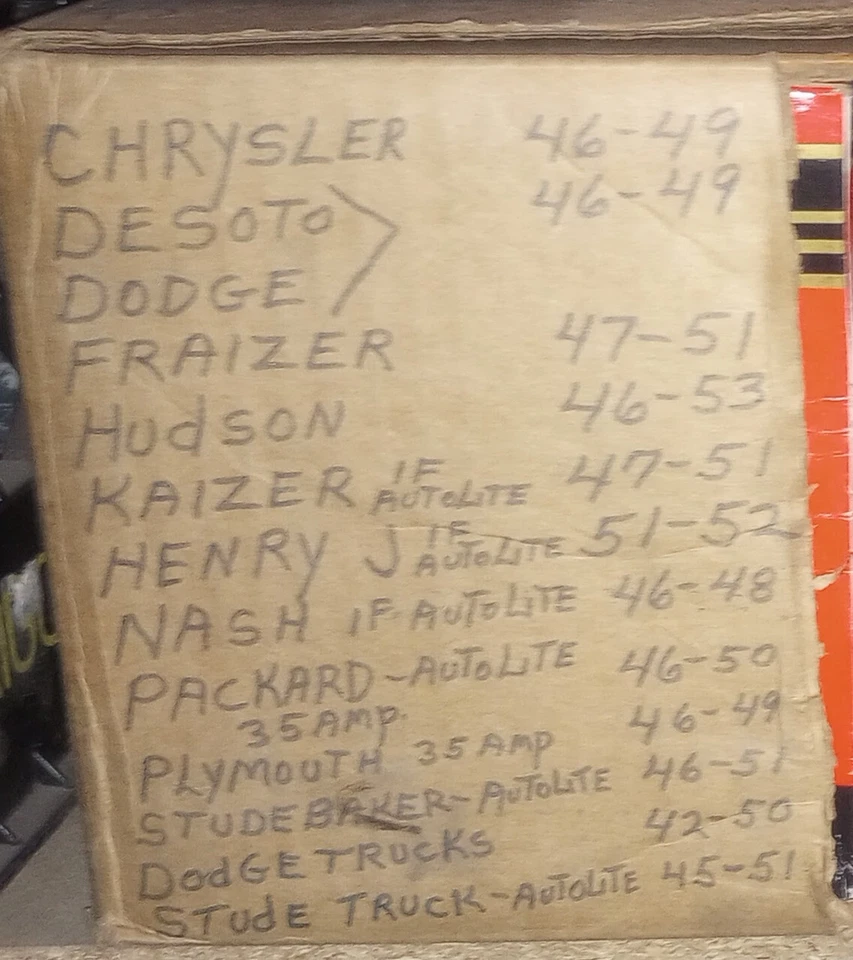 CHRYSLER 46-49
DESOTO 46-49
DODGE
FRAIZER 47-51
HUdSON 46-53
KAIZER IF AUTOLITE 47-51
HENRY J IF AUTOLITE 51-52
NASH IF AUTOLITE 46-48
PACKARD-AUTOLITE 46-50
35 AMP.
PLYMOUTH 35 AMP 46-49
STUDEBAKER-AUTOLITE 46-51
DodGE TRUCKS 42-50
STUdE TRUCK-AUTOLITE 45-51